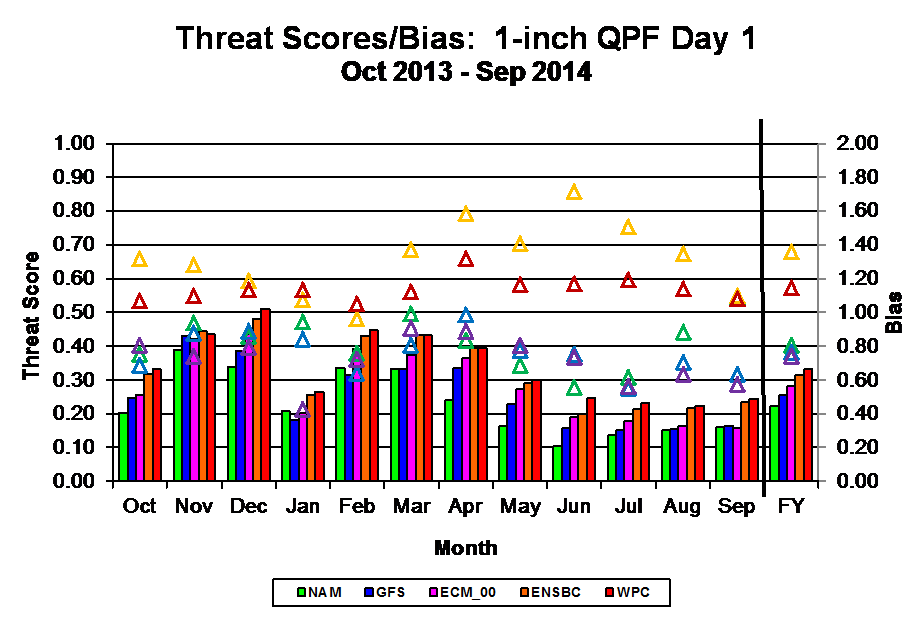 Threat Scores/Bias:  1-inch QPF Day 1
Oct 2013 - Sep 2014
1.00 2.00
0.90 1.80
0.80 1.60
0.70 1.40
0.60 1.20
0.50 1.00
0.40 0.80
0.30 0.60
0.20 0.40
0.10 0.20
0.00 0.00
Threat Score
Bias
Oct Nov Dec Jan Feb Mar Apr May Jun Jul Aug Sep FY
Month
NAM GFS ECM_00 ENSBC WPC